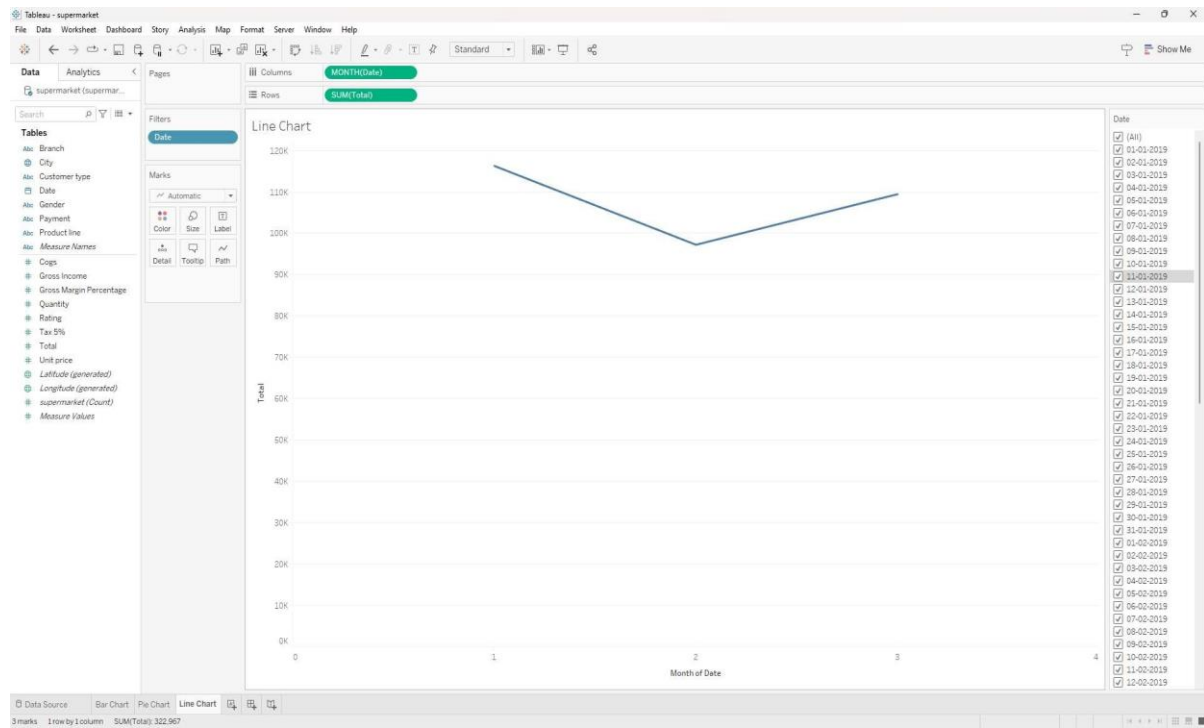 Tableau - supermarket
File Data Worksheet Dashboard Story Analysis Map Format Server Window Help
Standard
Show Me
Data Analytics
supermarket (supermar...
Search
Tables
Abc Branch
City
Abc Customer type
Date
Abc Gender
Abc Payment
Abc Product line
Abc Measure Names
# Cogs
# Gross Income
# Gross Margin Percentage
# Quantity
# Rating
# Tax 5%
# Total
# Unit price
Latitude (generated)
Longitude (generated)
# supermarket (Count)
# Measure Values
Pages
Filters
Date
Marks
Automatic
Color Size Label
Detail Tooltip Path
Columns MONTH(Date)
Rows SUM(Total)
Line Chart
120K
110K
100K
90K
80K
70K
60K
50K
40K
30K
20K
10K
0K
Total
0 1 2 3 4
Month of Date
Date
(All)
01-01-2019
02-01-2019
03-01-2019
04-01-2019
05-01-2019
06-01-2019
07-01-2019
08-01-2019
09-01-2019
10-01-2019
11-01-2019
12-01-2019
13-01-2019
14-01-2019
15-01-2019
16-01-2019
17-01-2019
18-01-2019
19-01-2019
20-01-2019
21-01-2019
22-01-2019
23-01-2019
24-01-2019
25-01-2019
26-01-2019
27-01-2019
28-01-2019
29-01-2019
30-01-2019
31-01-2019
01-02-2019
02-02-2019
03-02-2019
04-02-2019
05-02-2019
06-02-2019
07-02-2019
08-02-2019
09-02-2019
10-02-2019
11-02-2019
12-02-2019
Data Source Bar Chart Pie Chart Line Chart
3 marks 1 row by 1 column SUM(Total): 322,967